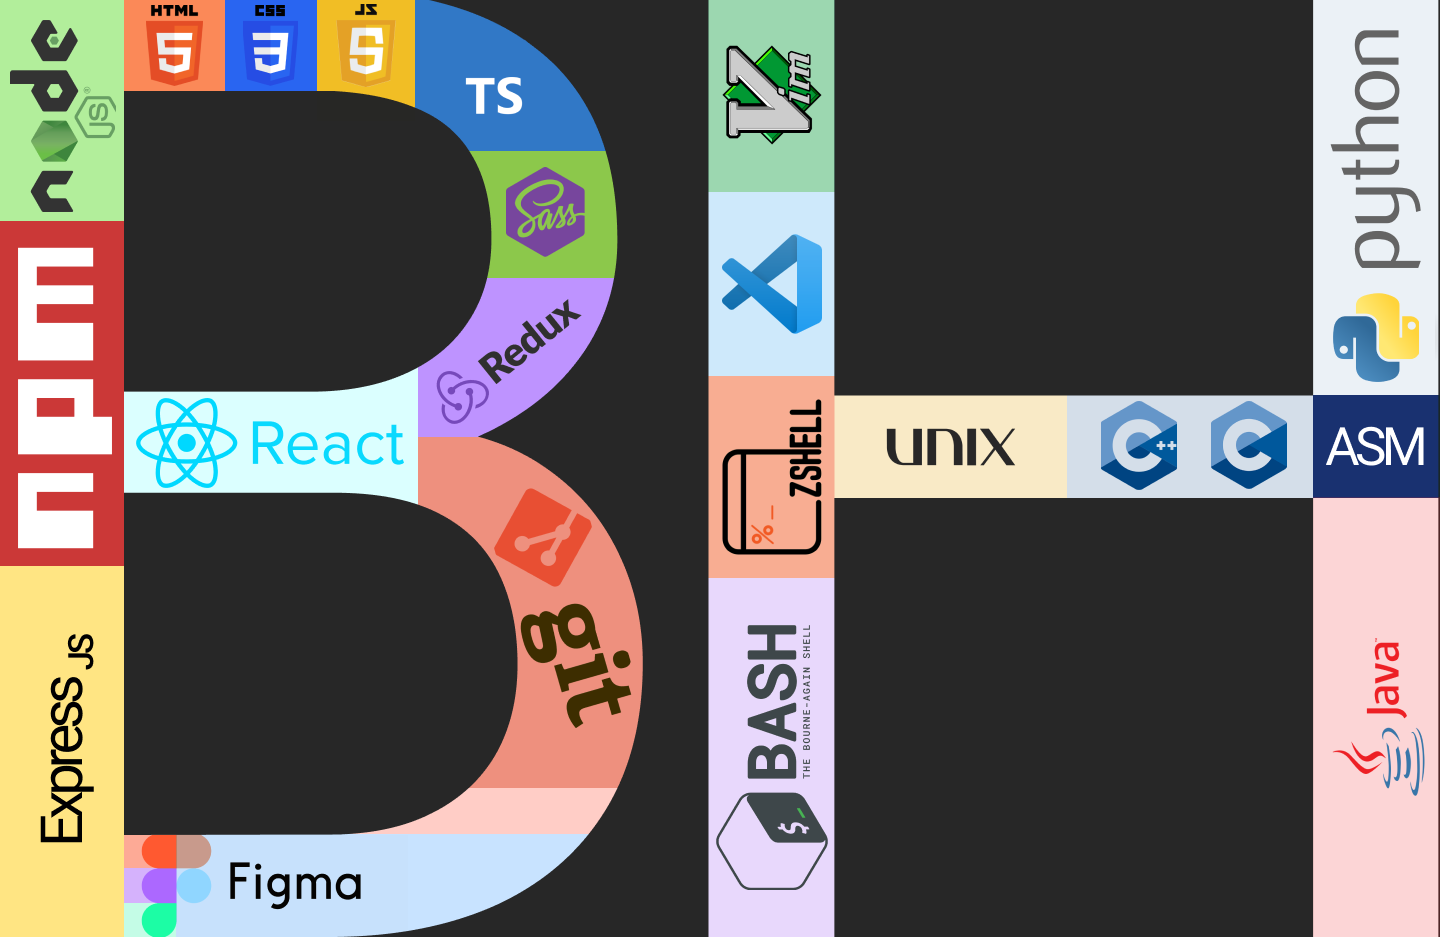 HTML
5
CSS
3
JS
5
TS
node
JS
®
npm
Express JS
Sass
Redux
React
git
Figma
Vim
ZSHELL
% _
BASH
THE BOURNE-AGAIN SHELL
$_
UNIX
C++
C
ASM
python
Java™